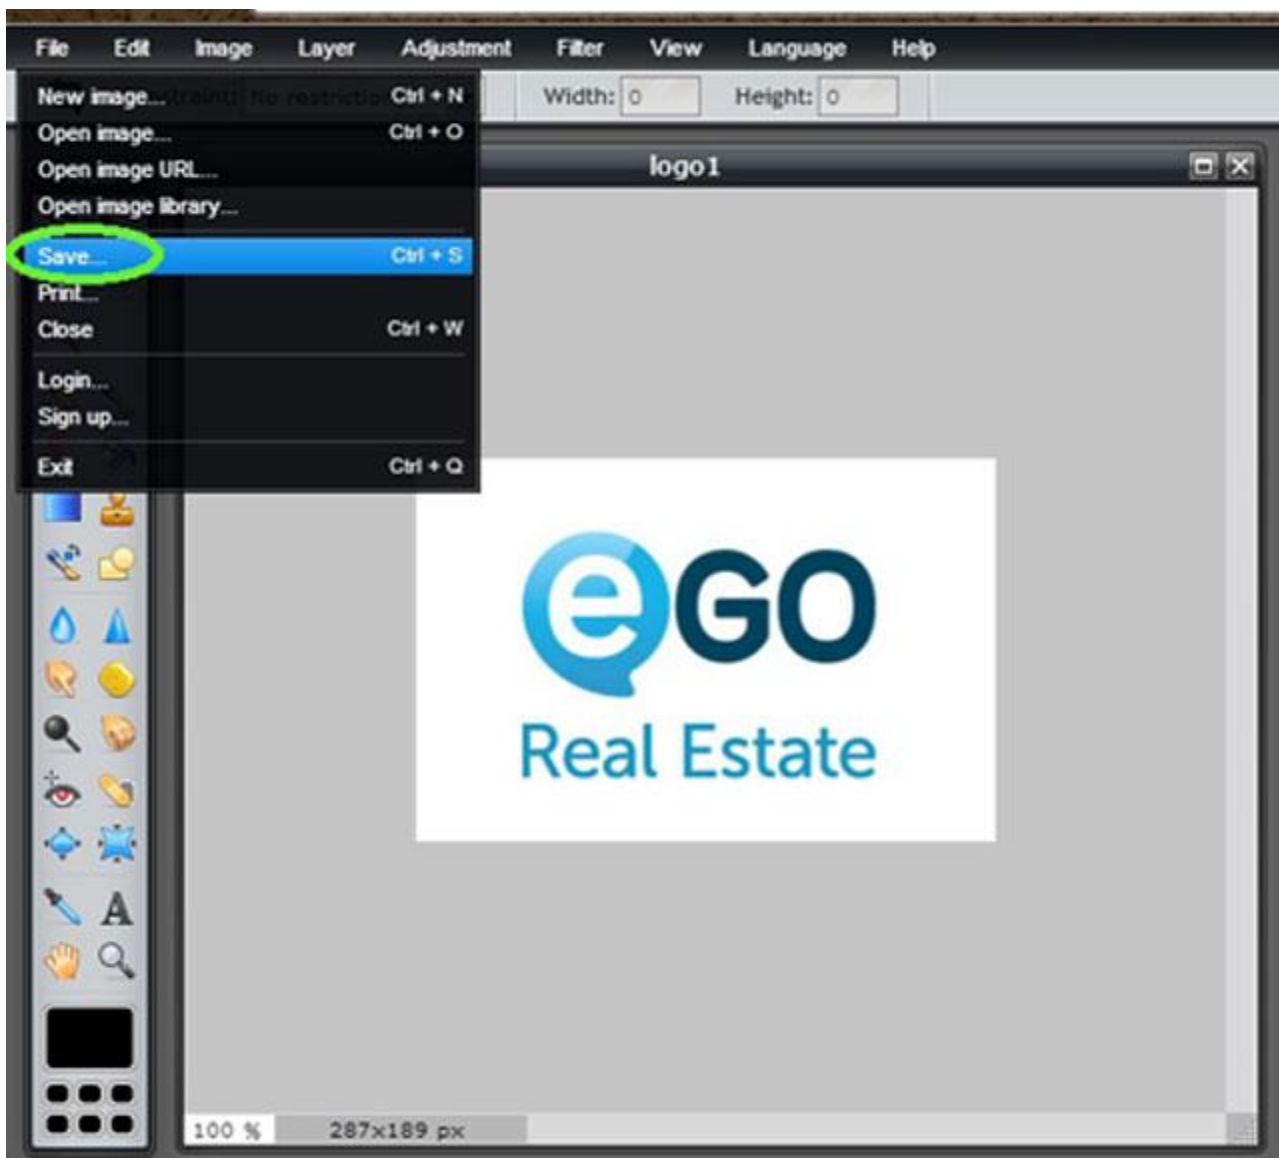 File Edit Image Layer Adjustment Filter View Language Help
New image... Ctrl + N
Width: 0 Height: 0
Open image... Ctrl + O
Open image URL...
logo1
Open image library...
Save... Ctrl + S
Print...
Close Ctrl + W
Login...
Sign up...
Exit Ctrl + Q
eGO
Real Estate
A
100 % 287x189 px